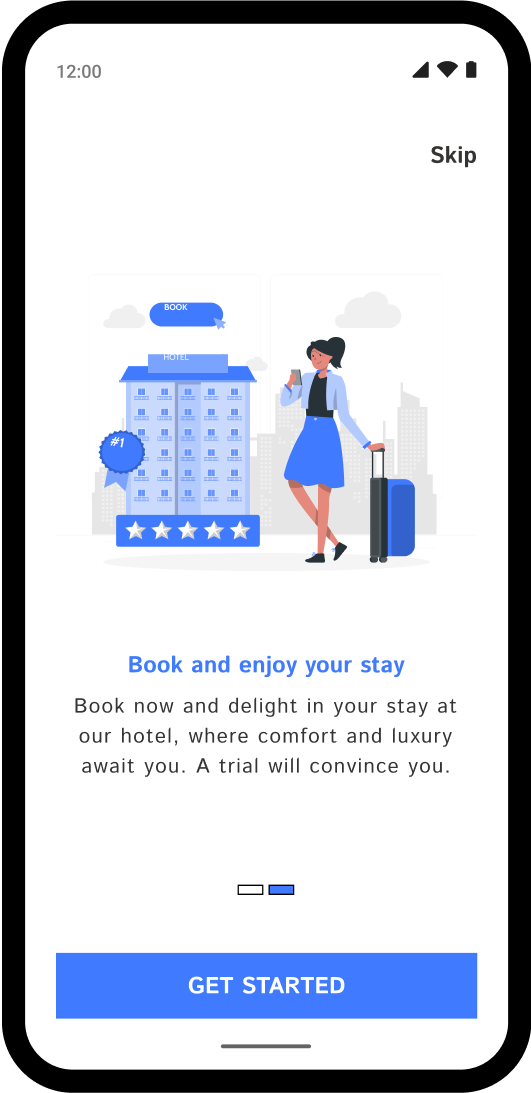 12:00
Skip
BOOK
HOTEL
#1
Book and enjoy your stay
Book now and delight in your stay at
our hotel, where comfort and luxury
await you. A trial will convince you.
GET STARTED